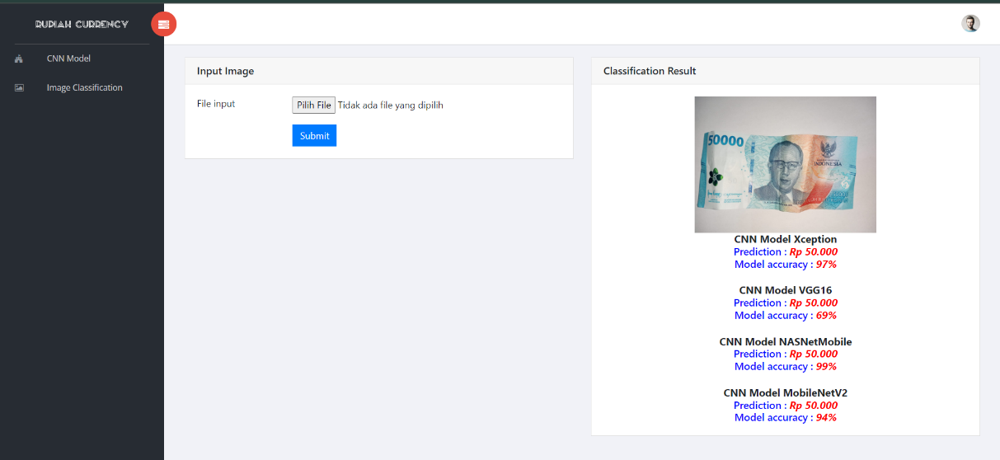 RUPIAH CURRENCY
CNN Model
Image Classification
Input Image
File input
Pilih File Tidak ada file yang dipilih
Submit
Classification Result
50000
INDONESIA
CNN Model Xception
Prediction : Rp 50.000
Model accuracy : 97%
CNN Model VGG16
Prediction : Rp 50.000
Model accuracy : 69%
CNN Model NASNetMobile
Prediction : Rp 50.000
Model accuracy : 99%
CNN Model MobileNetV2
Prediction : Rp 50.000
Model accuracy : 94%